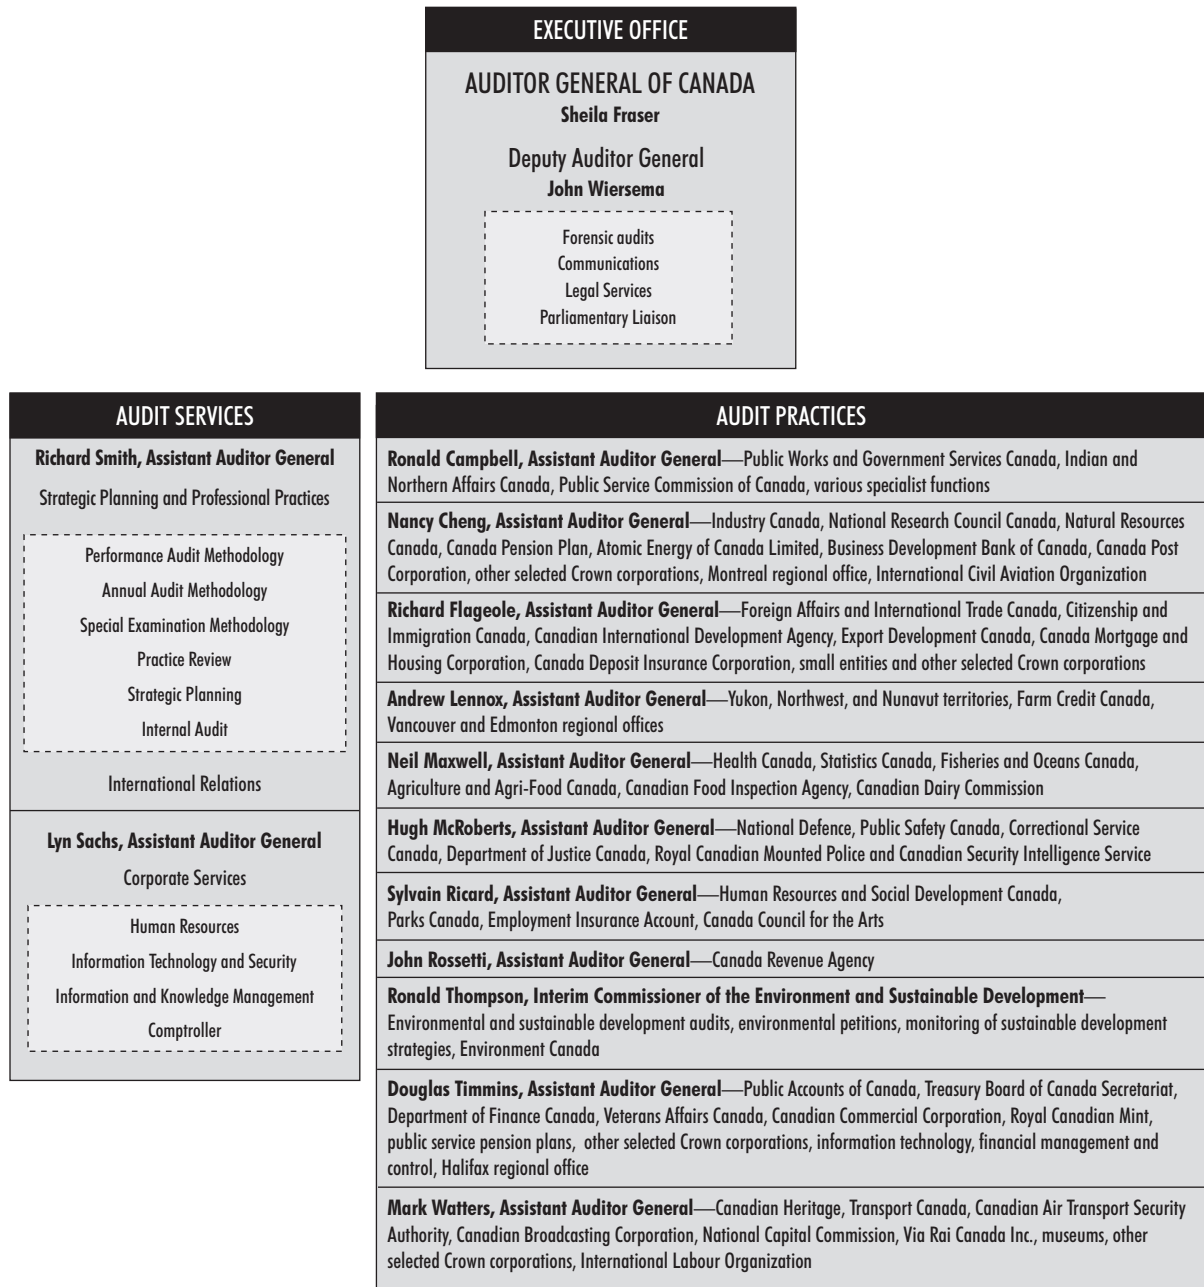 EXECUTIVE OFFICE
AUDITOR GENERAL OF CANADA
Sheila Fraser
Deputy Auditor General
John Wiersema
Forensic audits
Communications
Legal Services
Parliamentary Liaison
AUDIT SERVICES
Richard Smith, Assistant Auditor General
Strategic Planning and Professional Practices
Performance Audit Methodology
Annual Audit Methodology
Special Examination Methodology
Practice Review
Strategic Planning
Internal Audit
International Relations
Lyn Sachs, Assistant Auditor General
Corporate Services
Human Resources
Information Technology and Security
Information and Knowledge Management
Comptroller
AUDIT PRACTICES
Ronald Campbell, Assistant Auditor General—Public Works and Government Services Canada, Indian and
Northern Affairs Canada, Public Service Commission of Canada, various specialist functions
Nancy Cheng, Assistant Auditor General—Industry Canada, National Research Council Canada, Natural Resources
Canada, Canada Pension Plan, Atomic Energy of Canada Limited, Business Development Bank of Canada, Canada Post
Corporation, other selected Crown corporations, Montreal regional office, International Civil Aviation Organization
Richard Flageole, Assistant Auditor General—Foreign Affairs and International Trade Canada, Citizenship and
Immigration Canada, Canadian International Development Agency, Export Development Canada, Canada Mortgage and
Housing Corporation, Canada Deposit Insurance Corporation, small entities and other selected Crown corporations
Andrew Lennox, Assistant Auditor General—Yukon, Northwest, and Nunavut territories, Farm Credit Canada,
Vancouver and Edmonton regional offices
Neil Maxwell, Assistant Auditor General—Health Canada, Statistics Canada, Fisheries and Oceans Canada,
Agriculture and Agri-Food Canada, Canadian Food Inspection Agency, Canadian Dairy Commission
Hugh McRoberts, Assistant Auditor General—National Defence, Public Safety Canada, Correctional Service
Canada, Department of Justice Canada, Royal Canadian Mounted Police and Canadian Security Intelligence Service
Sylvain Ricard, Assistant Auditor General—Human Resources and Social Development Canada,
Parks Canada, Employment Insurance Account, Canada Council for the Arts
John Rossetti, Assistant Auditor General—Canada Revenue Agency
Ronald Thompson, Interim Commissioner of the Environment and Sustainable Development—
Environmental and sustainable development audits, environmental petitions, monitoring of sustainable development
strategies, Environment Canada
Douglas Timmins, Assistant Auditor General—Public Accounts of Canada, Treasury Board of Canada Secretariat,
Department of Finance Canada, Veterans Affairs Canada, Canadian Commercial Corporation, Royal Canadian Mint,
public service pension plans, other selected Crown corporations, information technology, financial management and
control, Halifax regional office
Mark Watters, Assistant Auditor General—Canadian Heritage, Transport Canada, Canadian Air Transport Security
Authority, Canadian Broadcasting Corporation, National Capital Commission, Via Rai Canada Inc., museums, other
selected Crown corporations, International Labour Organization